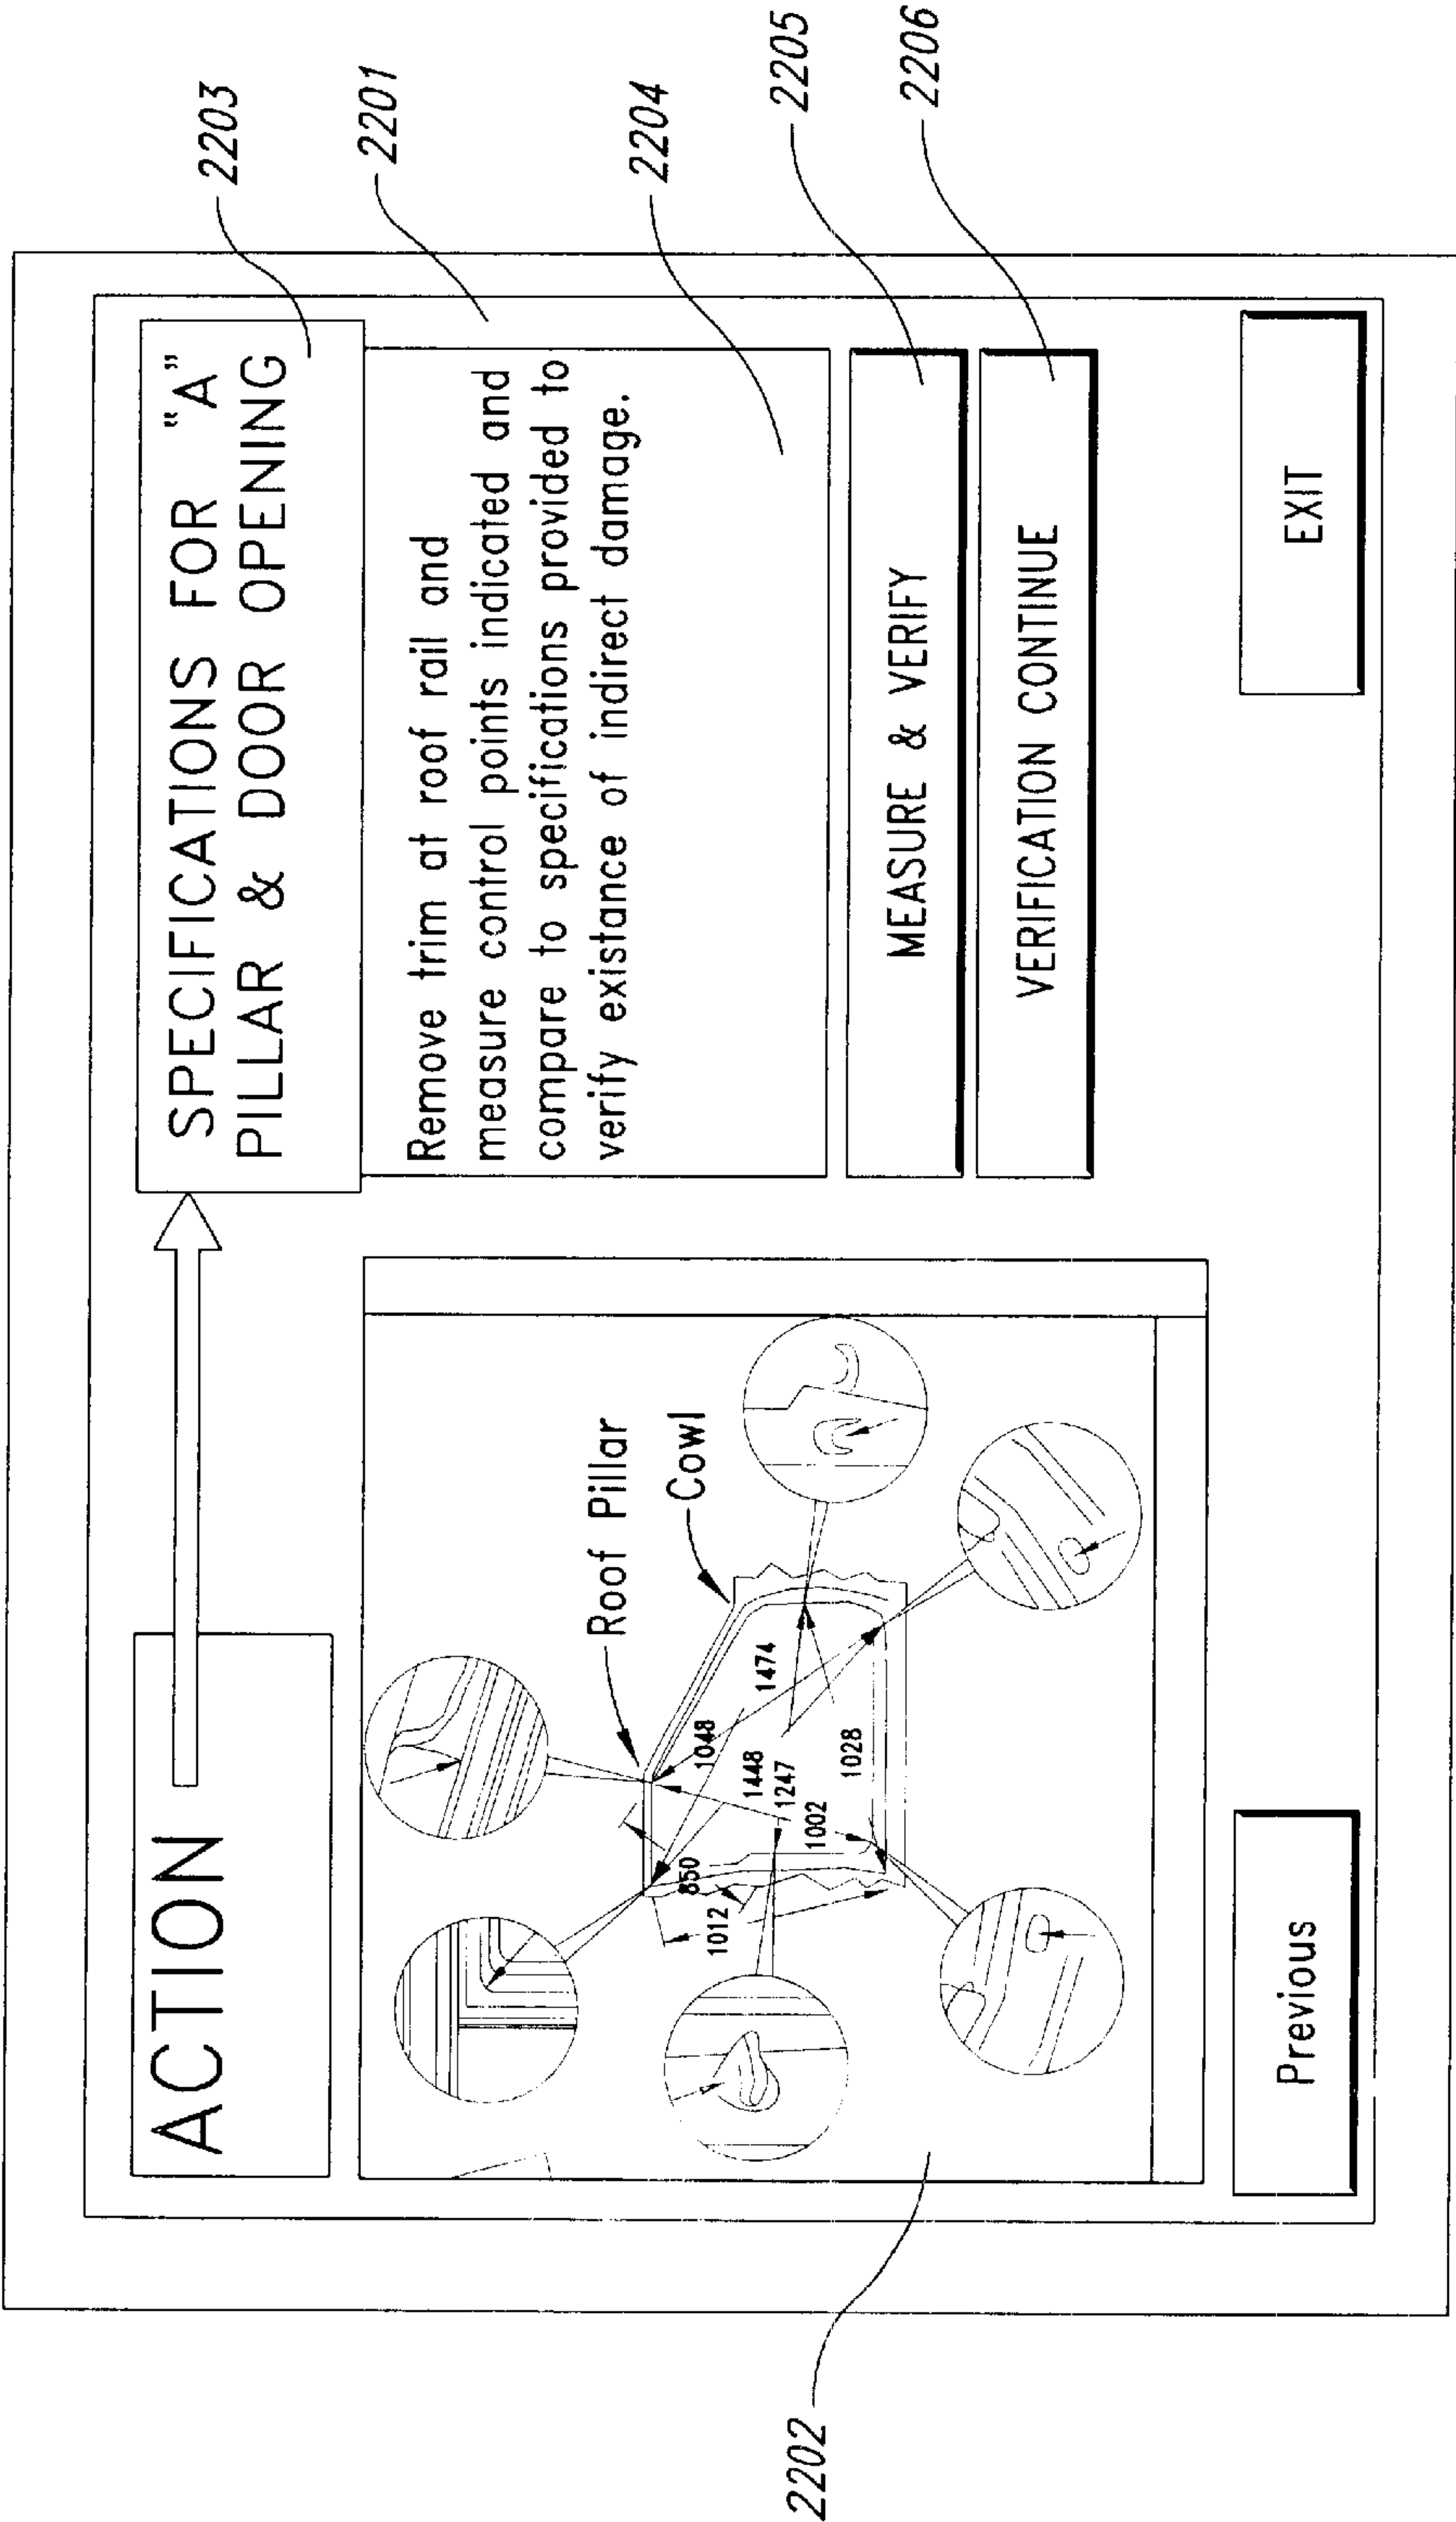 ACTION
SPECIFICATIONS FOR "A"
PILLAR & DOOR OPENING
2203
2201
Remove trim at roof rail and
measure control points indicated and
compare to specifications provided to
verify existance of indirect damage.
2204
Roof Pillar
Cowl
850
1012
1048
1474
1448
1247
1002
1028
2202
MEASURE & VERIFY
2205
VERIFICATION CONTINUE
2206
Previous
EXIT